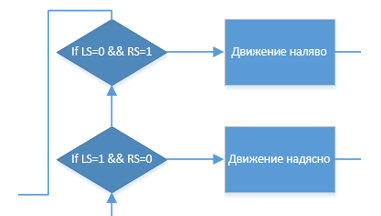 If LS=0 && RS=1
Движение наляво
If LS=1 && RS=0
Движение надясно